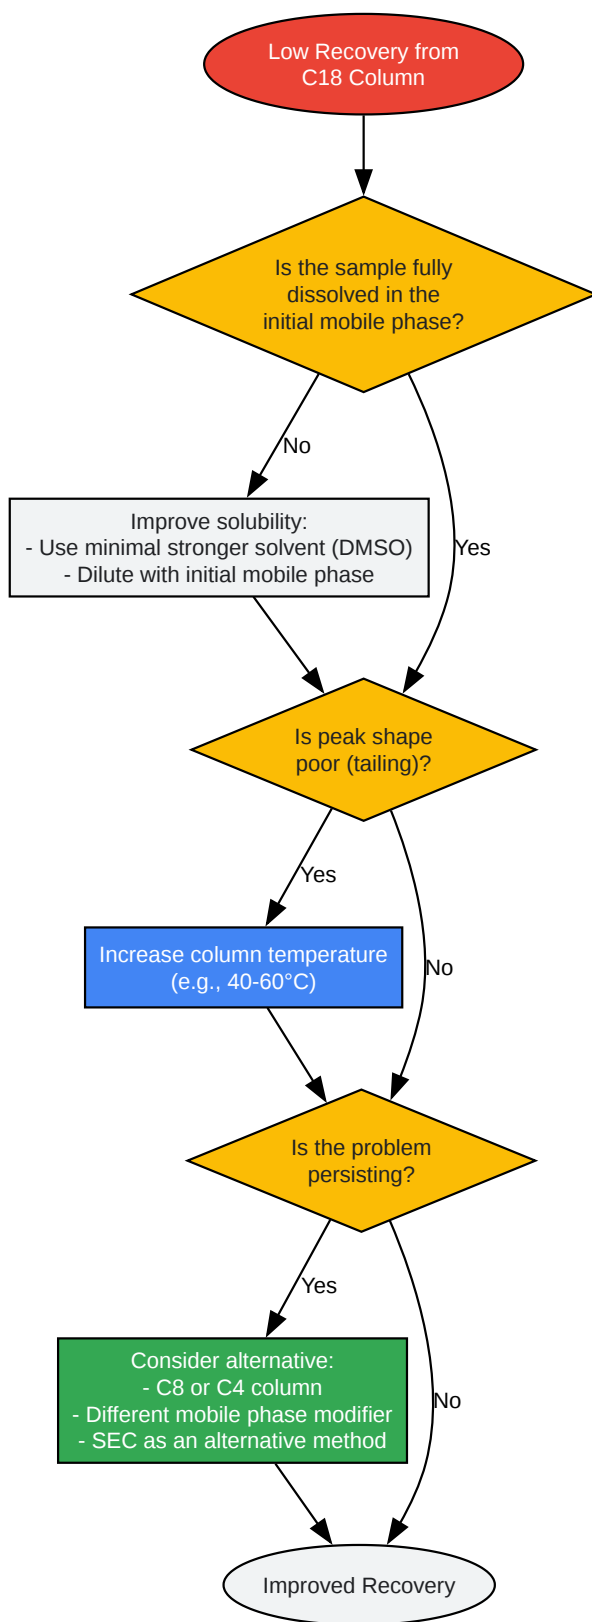 Low Recovery from
C18 Column
Is the sample fully
dissolved in the
initial mobile phase?
No
Improve solubility:
- Use minimal stronger solvent (DMSO)
- Dilute with initial mobile phase
Yes
Is peak shape
poor (tailing)?
Yes
Increase column temperature
(e.g., 40-60°C)
No
Is the problem
persisting?
Yes
Consider alternative:
- C8 or C4 column
- Different mobile phase modifier
- SEC as an alternative method
No
Improved Recovery